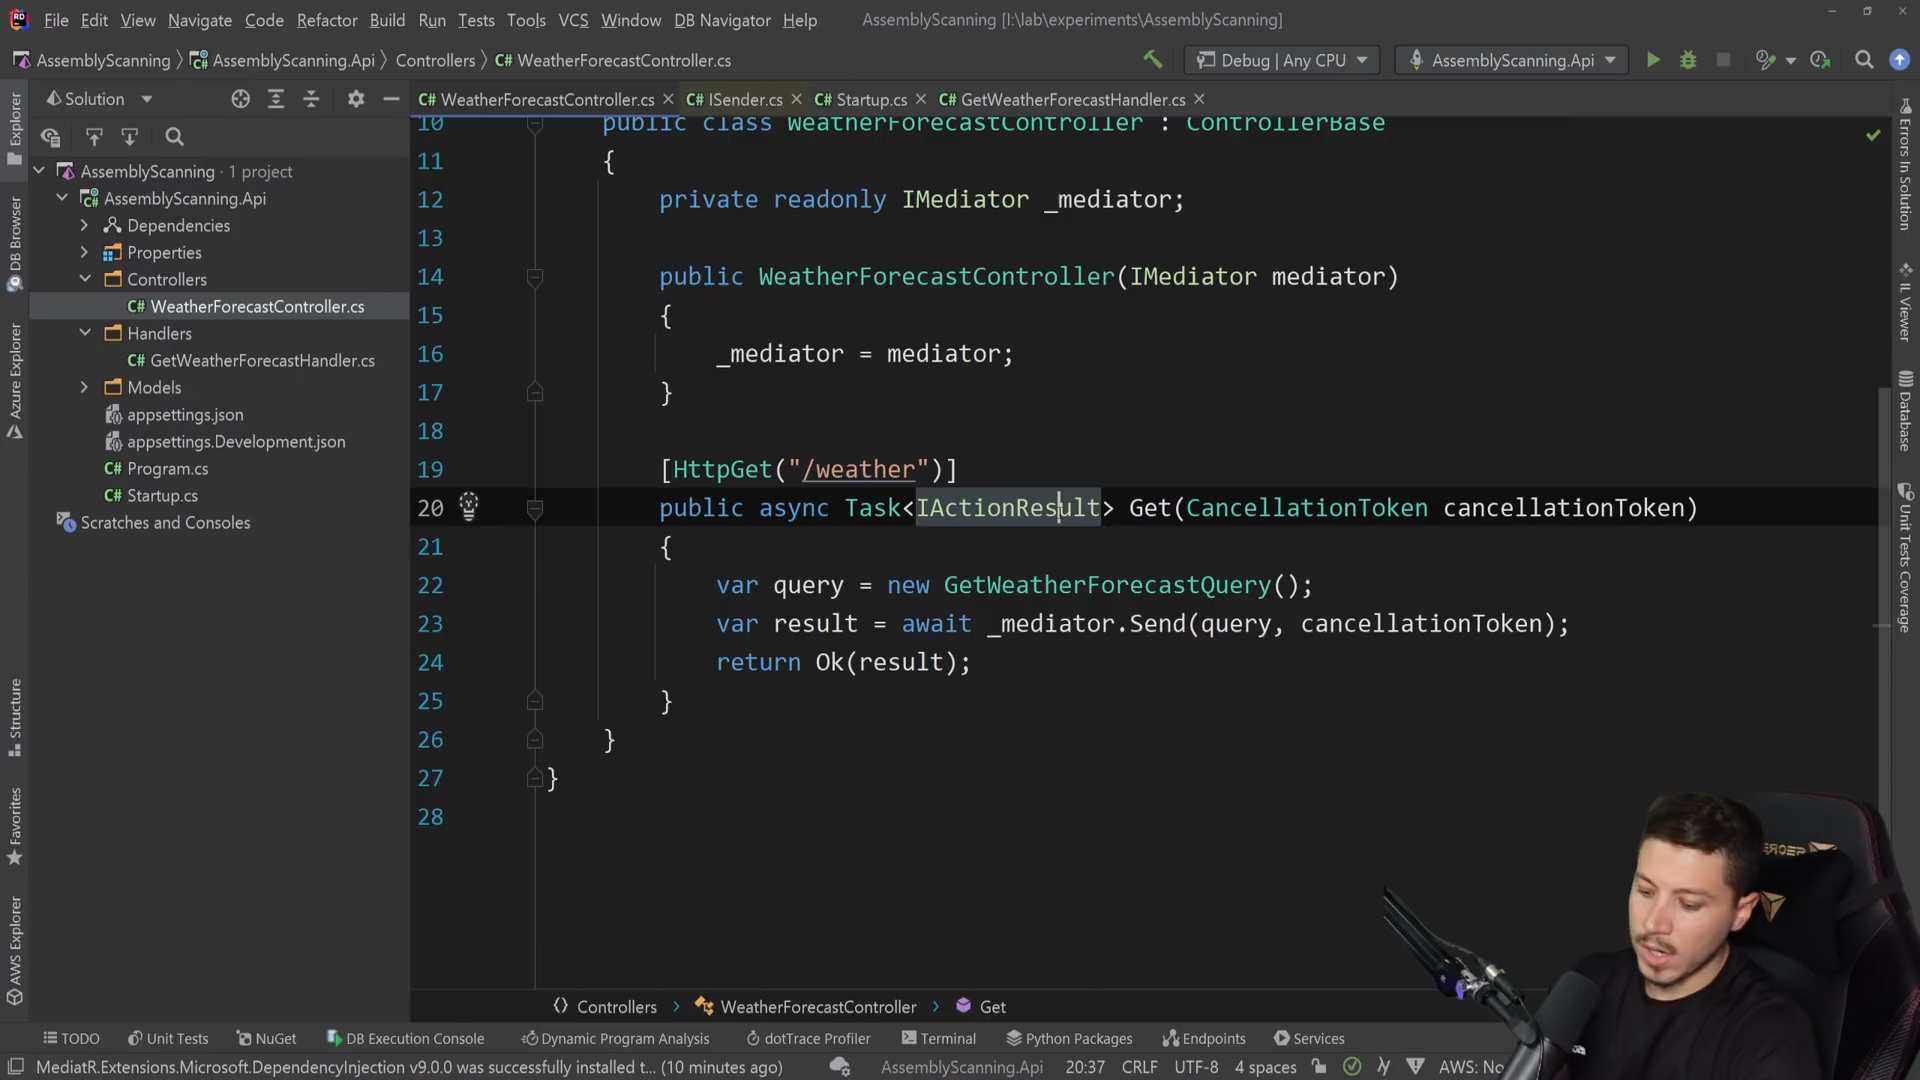 File Edit View Navigate Code Refactor Build Run Tests Tools VCS Window DB Navigator Help AssemblyScanning [I:\lab\experiments\AssemblyScanning]
AssemblyScanning AssemblyScanning.Api Controllers C# WeatherForecastController.cs Debug | Any CPU AssemblyScanning.Api
Solution
C# WeatherForecastController.cs C# ISender.cs C# Startup.cs C# GetWeatherForecastHandler.cs
AssemblyScanning · 1 project
AssemblyScanning.Api
Dependencies
Properties
Controllers
C# WeatherForecastController.cs
Handlers
C# GetWeatherForecastHandler.cs
Models
appsettings.json
appsettings.Development.json
C# Program.cs
C# Startup.cs
Scratches and Consoles
Explorer
DB Browser
Azure Explorer
Structure
Favorites
AWS Explorer
10 public class WeatherForecastController : ControllerBase
11 {
12 private readonly IMediator _mediator;
13
14 public WeatherForecastController(IMediator mediator)
15 {
16 _mediator = mediator;
17 }
18
19 [HttpGet("/weather")]
20 public async Task<IActionResult> Get(CancellationToken cancellationToken)
21 {
22 var query = new GetWeatherForecastQuery();
23 var result = await _mediator.Send(query, cancellationToken);
24 return Ok(result);
25 }
26 }
27 }
28
Errors In Solution
IL Viewer
Database
Unit Tests Coverage
Controllers WeatherForecastController Get
TODO Unit Tests NuGet DB Execution Console Dynamic Program Analysis dotTrace Profiler Terminal Python Packages Endpoints Services
MediatR.Extensions.Microsoft.DependencyInjection v9.0.0 was successfully installed t... (10 minutes ago) AssemblyScanning.Api 20:37 CRLF UTF-8 4 spaces AWS: No